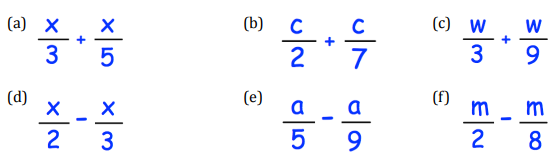 (a) x/3 + x/5 (b) c/2 + c/7 (c) w/3 + w/9
(d) x/2 - x/3 (e) a/5 - a/9 (f) m/2 - m/8